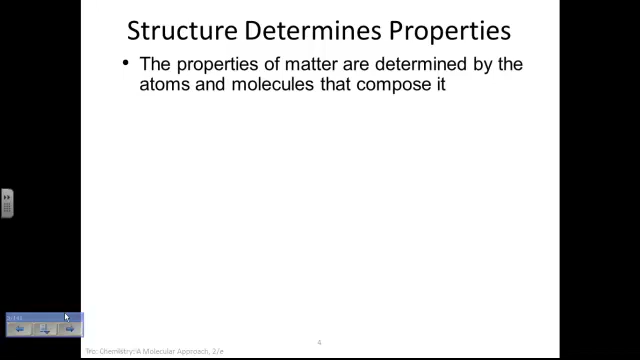 Structure Determines Properties
• The properties of matter are determined by the
atoms and molecules that compose it
4
Tro: Chemistry: A Molecular Approach, 2/e